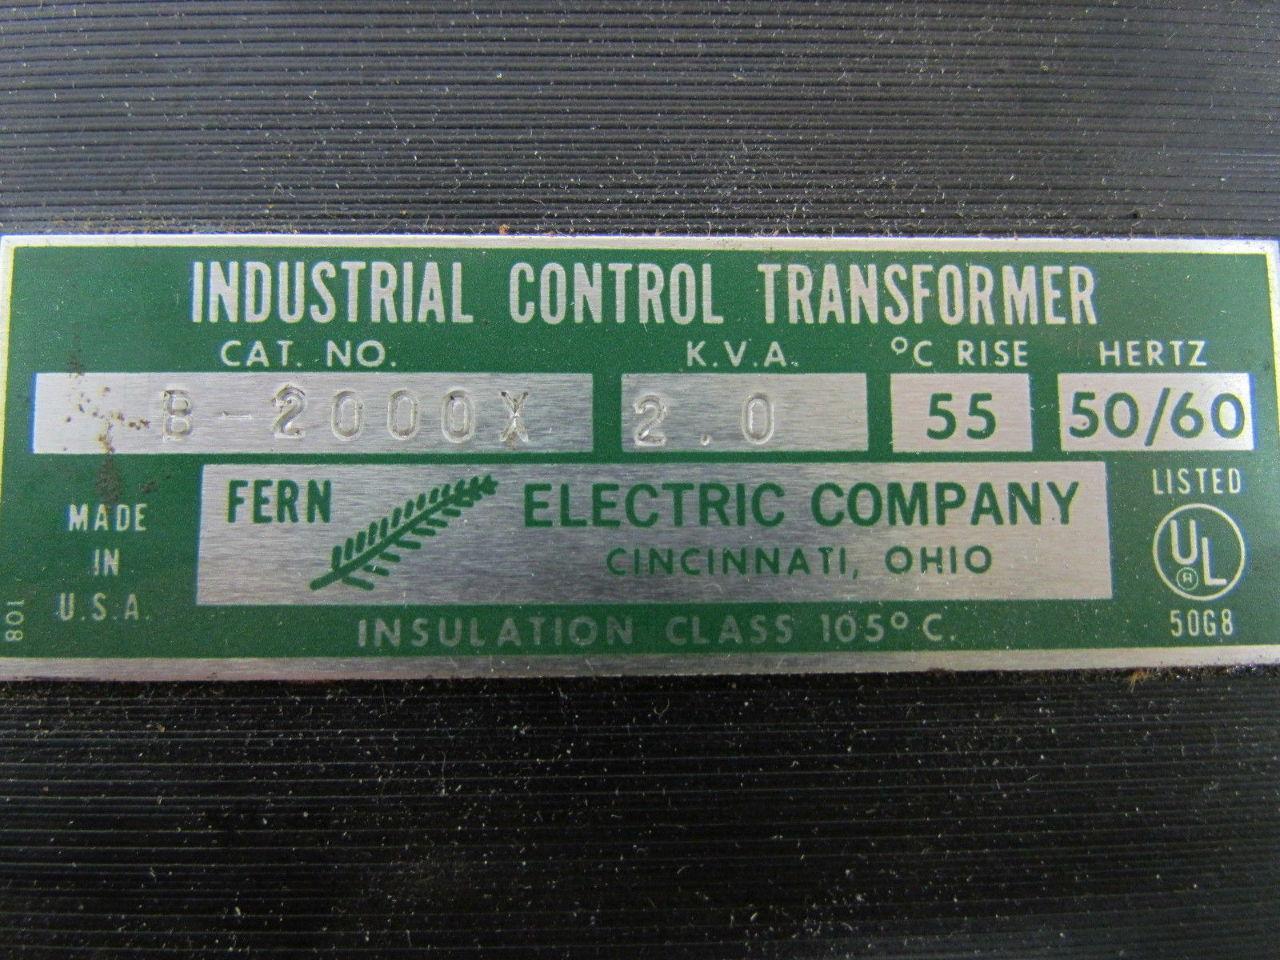 INDUSTRIAL CONTROL TRANSFORMER
CAT. NO. K.V.A. °C RISE HERTZ
B-2000X 2.0 55 50/60
FERN ELECTRIC COMPANY
CINCINNATI, OHIO
MADE
IN
U.S.A.
LISTED
UL
®
50G8
INSULATION CLASS 105° C.
801